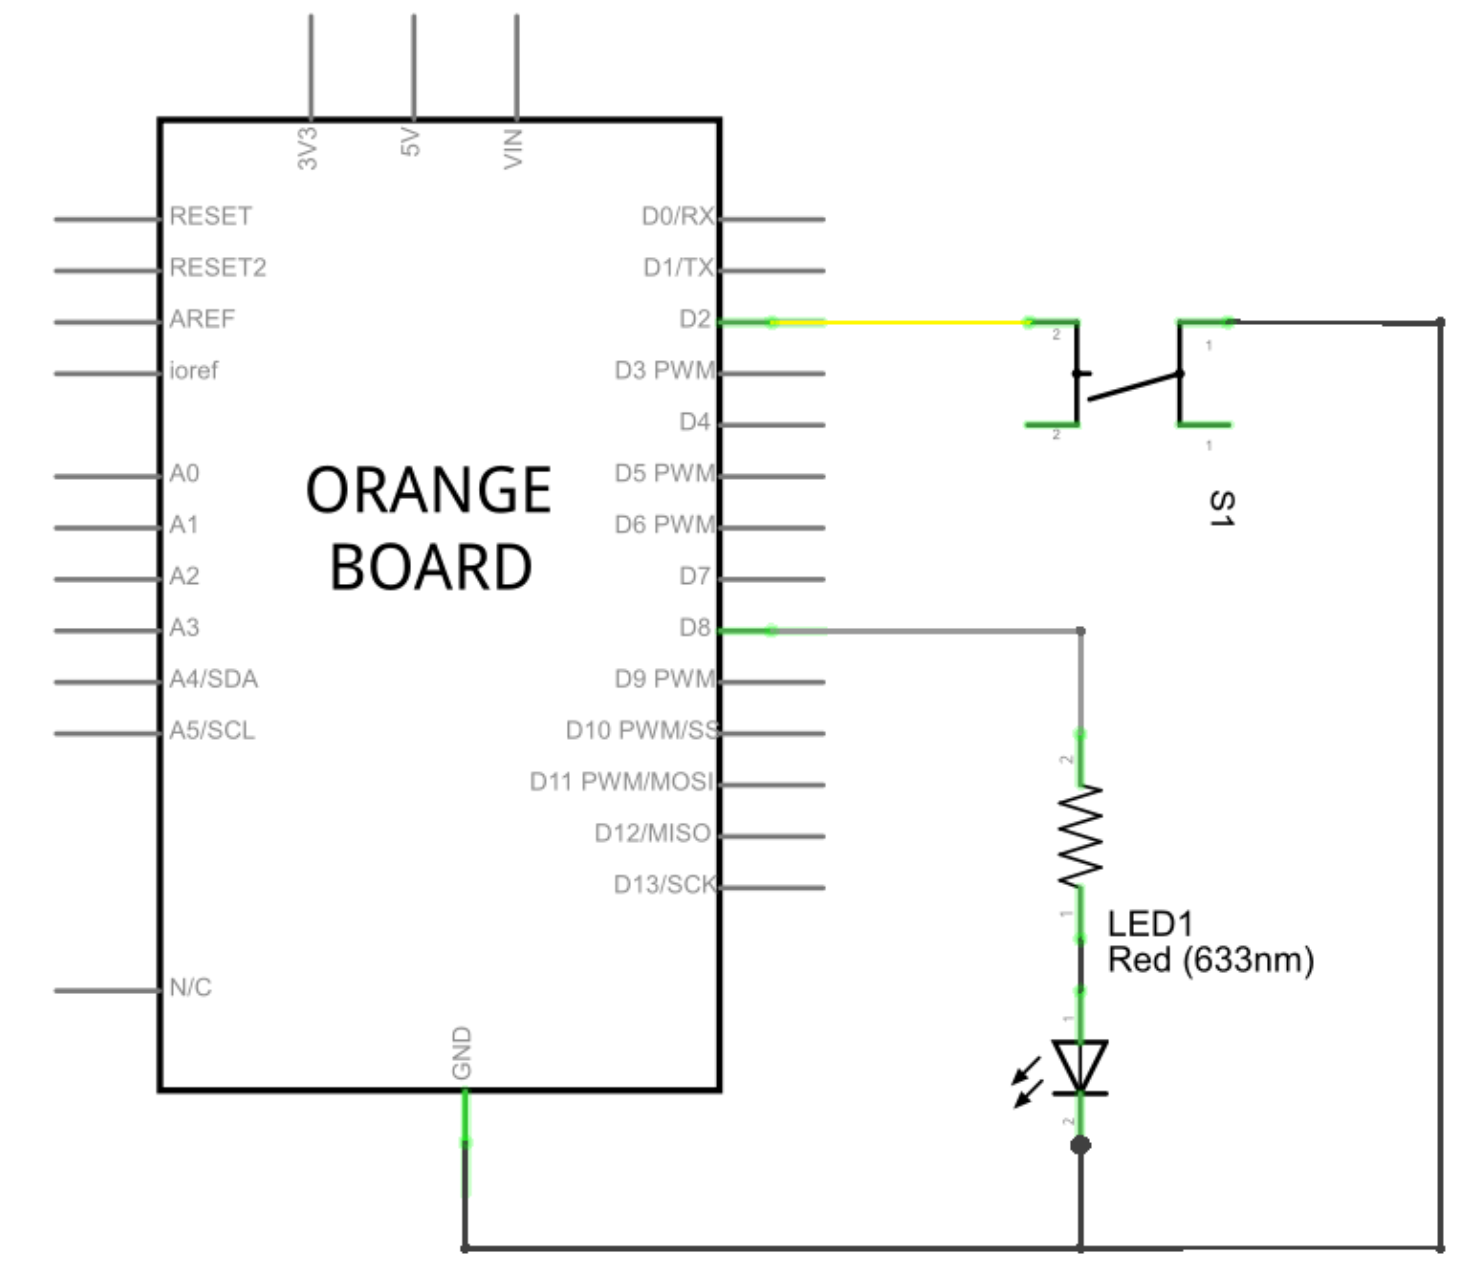 3V3
5V
VIN
RESET
RESET2
AREF
ioref
A0
A1
A2
A3
A4/SDA
A5/SCL
N/C
ORANGE
BOARD
D0/RX
D1/TX
D2
D3 PWM
D4
D5 PWM
D6 PWM
D7
D8
D9 PWM
D10 PWM/SS
D11 PWM/MOSI
D12/MISO
D13/SCK
GND
2
1
2
1
S1
2
1
LED1
Red (633nm)
1
2